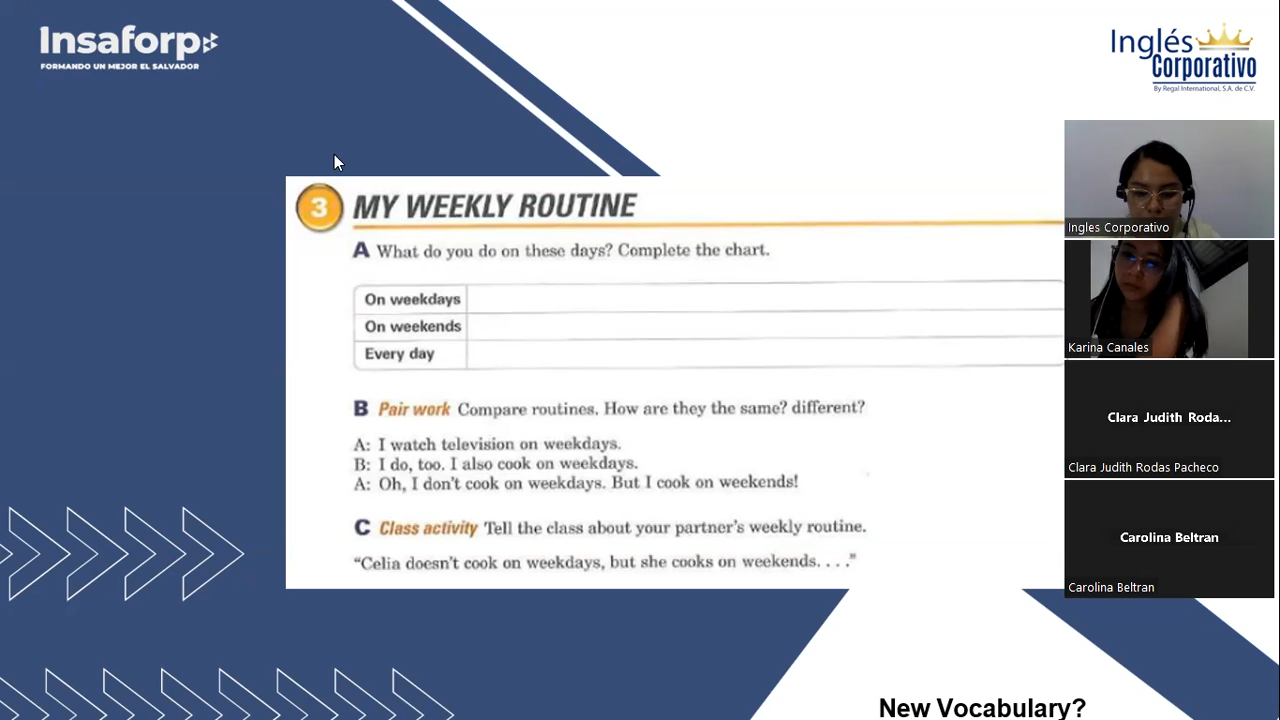 Insaforp
FORMANDO UN MEJOR EL SALVADOR
Inglés
Corporativo
By Regal International, S.A. de C.V.
3 MY WEEKLY ROUTINE
A What do you do on these days? Complete the chart.
On weekdays
On weekends
Every day
B Pair work Compare routines. How are they the same? different?
A: I watch television on weekdays.
B: I do, too. I also cook on weekdays.
A: Oh, I don't cook on weekdays. But I cook on weekends!
C Class activity Tell the class about your partner's weekly routine.
“Celia doesn't cook on weekdays, but she cooks on weekends. . . .”
Ingles Corporativo
Karina Canales
Clara Judith Roda...
Clara Judith Rodas Pacheco
Carolina Beltran
Carolina Beltran
New Vocabulary?